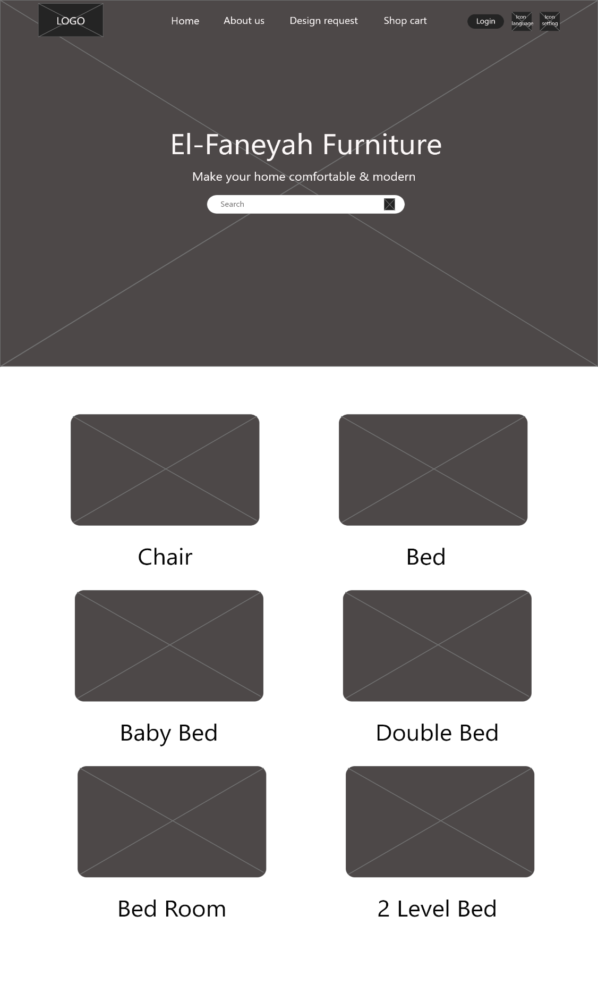 LOGO
Home
About us
Design request
Shop cart
Login
Icon
language
Icon
setting
El-Faneyah Furniture
Make your home comfortable & modern
Search
Chair
Bed
Baby Bed
Double Bed
Bed Room
2 Level Bed